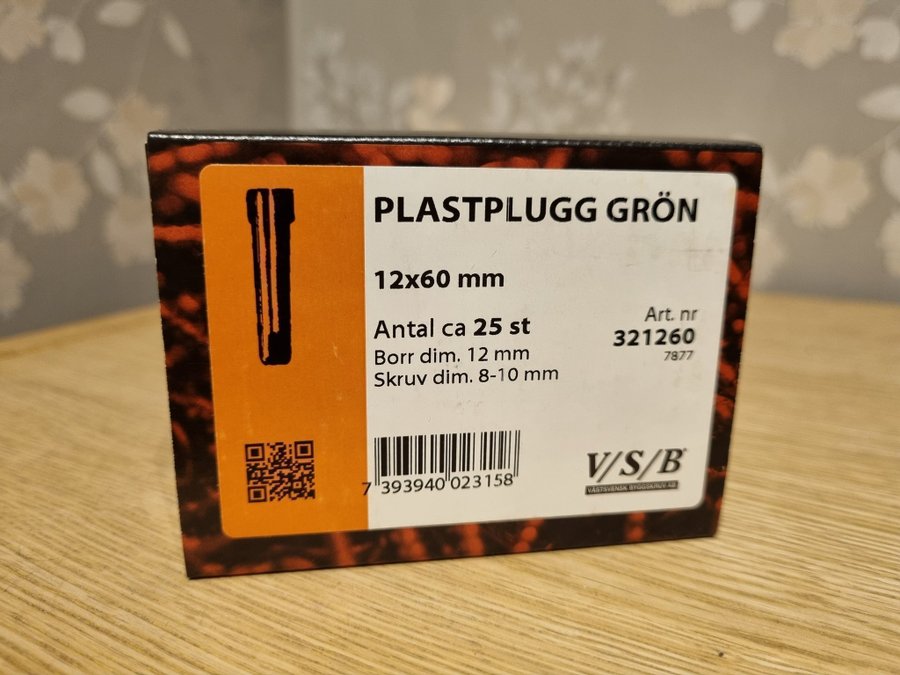 PLASTPLUGG GRÖN
12x60 mm
Antal ca 25 st
Borr dim. 12 mm
Skruv dim. 8-10 mm
Art. nr
321260
7877
7 393940 023158
V/S/B®
VÄSTSVENSK BYGGSKRUV AB